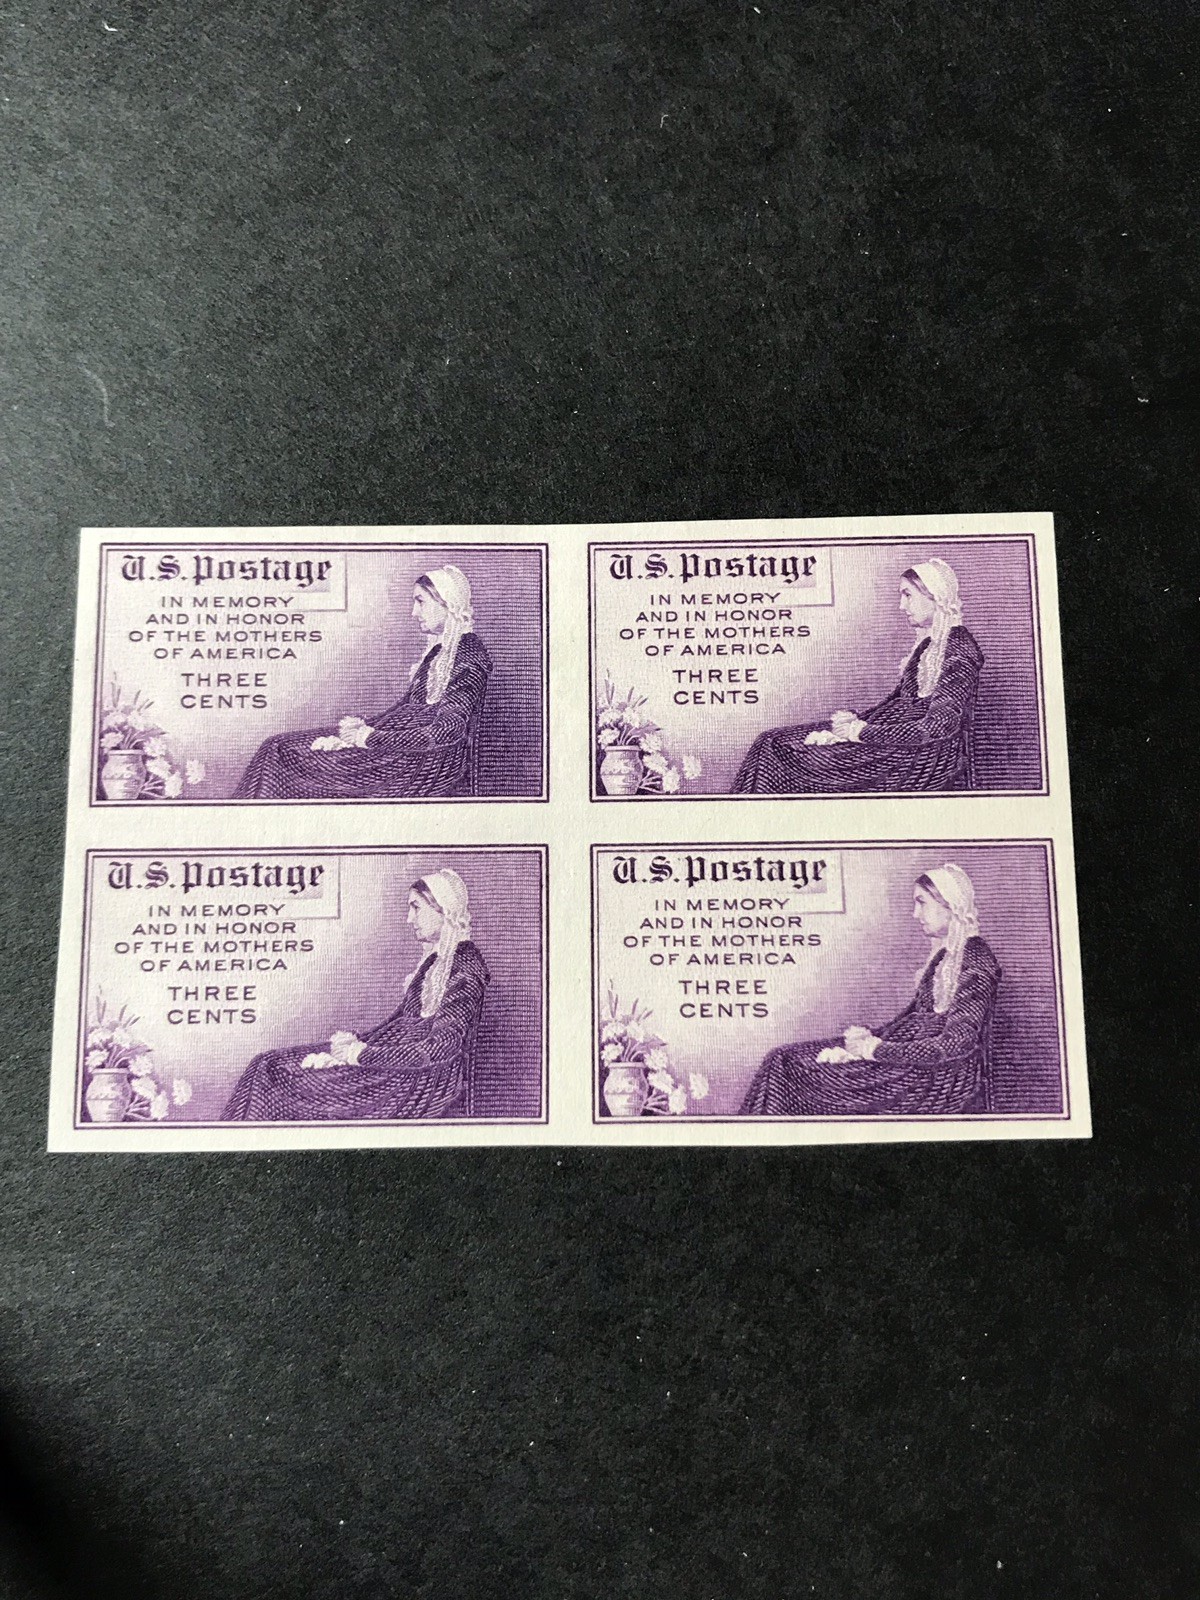 U.S. Postage
IN MEMORY
AND IN HONOR
OF THE MOTHERS
OF AMERICA
THREE
CENTS
U.S. Postage
IN MEMORY
AND IN HONOR
OF THE MOTHERS
OF AMERICA
THREE
CENTS
U.S. Postage
IN MEMORY
AND IN HONOR
OF THE MOTHERS
OF AMERICA
THREE
CENTS
U.S. Postage
IN MEMORY
AND IN HONOR
OF THE MOTHERS
OF AMERICA
THREE
CENTS